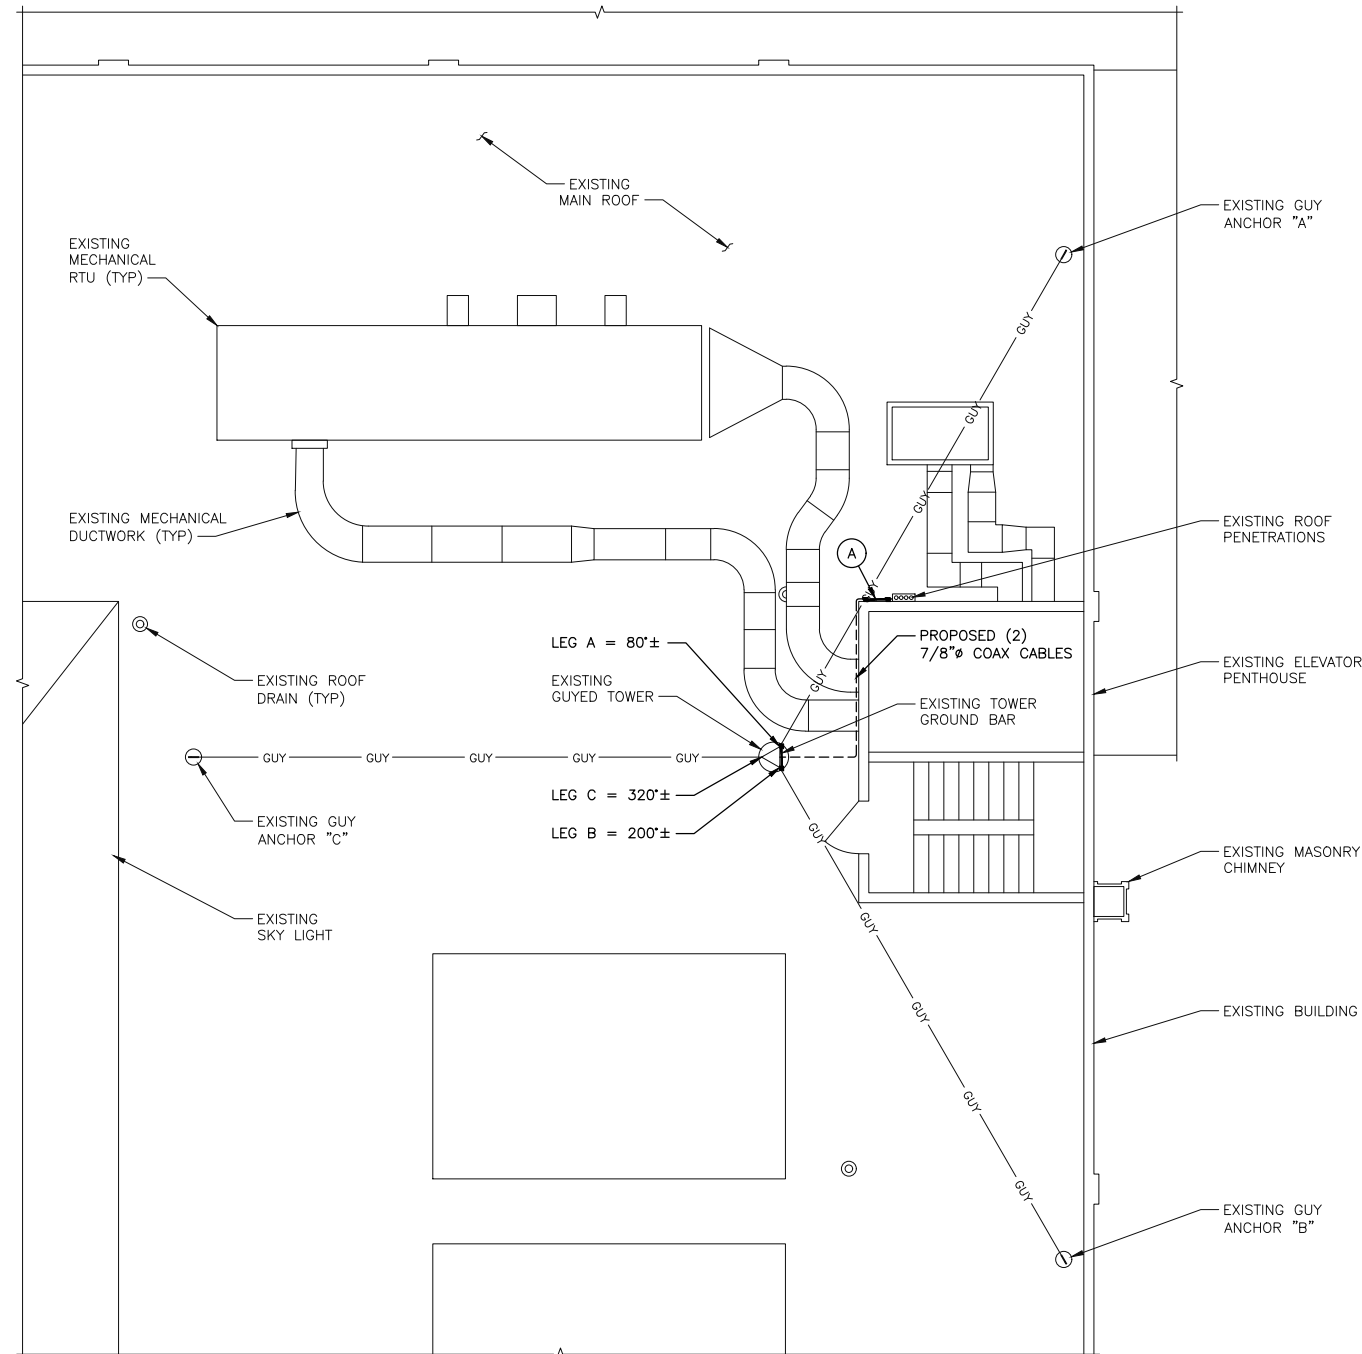 EXISTING
MAIN ROOF
EXISTING GUY
ANCHOR "A"
EXISTING
MECHANICAL
RTU (TYP)
GUY
GUY
GUY
EXISTING MECHANICAL
DUCTWORK (TYP)
EXISTING ROOF
PENETRATIONS
A
GUY
PROPOSED (2)
7/8"ø COAX CABLES
LEG A = 80°±
EXISTING ELEVATOR
PENTHOUSE
EXISTING ROOF
DRAIN (TYP)
EXISTING
GUYED TOWER
GUY
EXISTING TOWER
GROUND BAR
GUY
GUY
GUY
GUY
GUY
LEG C = 320°±
EXISTING GUY
ANCHOR "C"
LEG B = 200°±
GUY
EXISTING MASONRY
CHIMNEY
EXISTING
SKY LIGHT
GUY
GUY
EXISTING BUILDING
GUY
GUY
EXISTING GUY
ANCHOR "B"